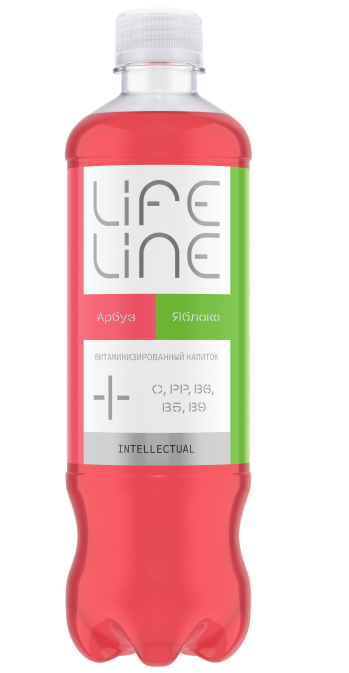 LIFE
LINE
Арбуз Яблоко
ВИТАМИНИЗИРОВАННЫЙ НАПИТОК
+ C, PP, B6,
B5, B9
INTELLECTUAL